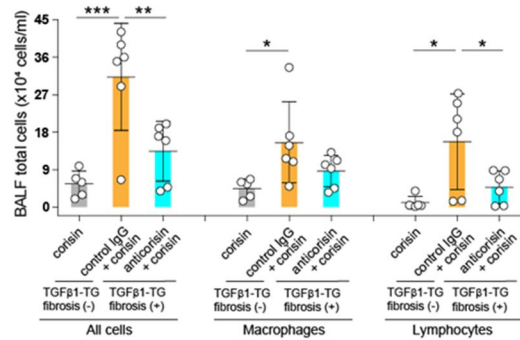 BALF total cells (x10⁴ cells/ml)
45
36
27
18
9
0
*** **
*
* *
corisin
control IgG
+ corisin
anticorisin
+ corisin
corisin
control IgG
+ corisin
anticorisin
+ corisin
corisin
control IgG
+ corisin
anticorisin
+ corisin
TGFβ1-TG TGFβ1-TG TGFβ1-TG TGFβ1-TG TGFβ1-TG TGFβ1-TG
fibrosis (-) fibrosis (+) fibrosis (-) fibrosis (+) fibrosis (-) fibrosis (+)
All cells Macrophages Lymphocytes